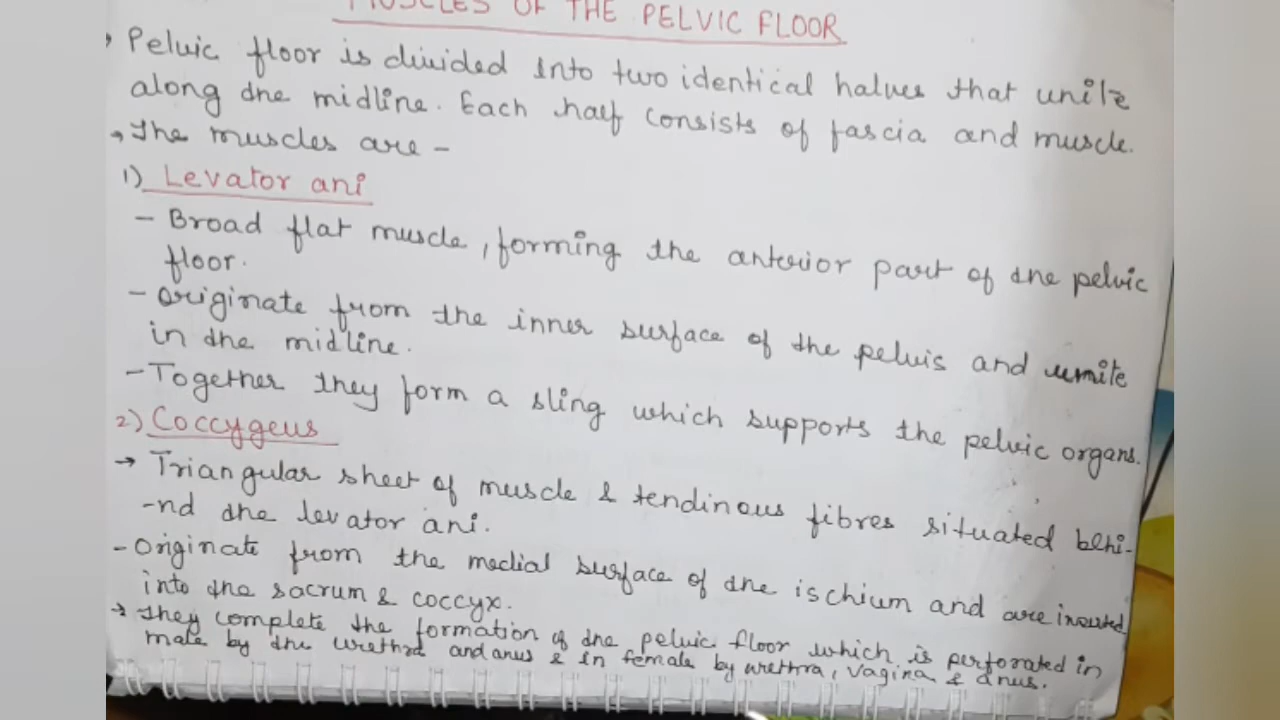 MUSCLES OF THE PELVIC FLOOR
Pelvic floor is divided into two identical halves that unite
along the midline. Each half consists of fascia and muscle.
→ The muscles are -
1) Levator ani
- Broad flat muscle, forming the anterior part of the pelvic
floor.
- Originate from the inner surface of the pelvis and unite
in the midline.
- Together they form a sling which supports the pelvic organs.
2) Coccygeus
→ Triangular sheet of muscle & tendinous fibres situated behi-
-nd the levator ani.
- Originate from the medial surface of the ischium and are inserted
into the sacrum & coccyx.
→ They complete the formation of the pelvic floor which is perforated in
male by the urethra and anus & in female by urethra, vagina & anus.